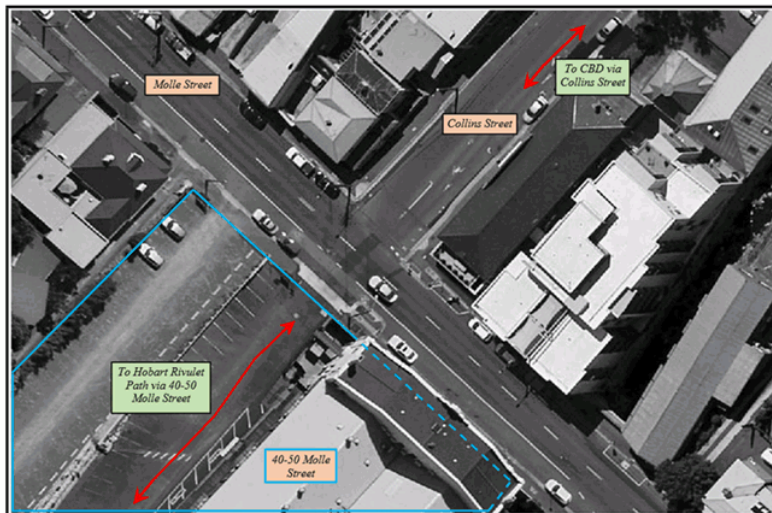 Molle Street
To CBD via
Collins Street
Collins Street
To Hobart Rivulet
Path via 40-50
Molle Street
40-50 Molle
Street